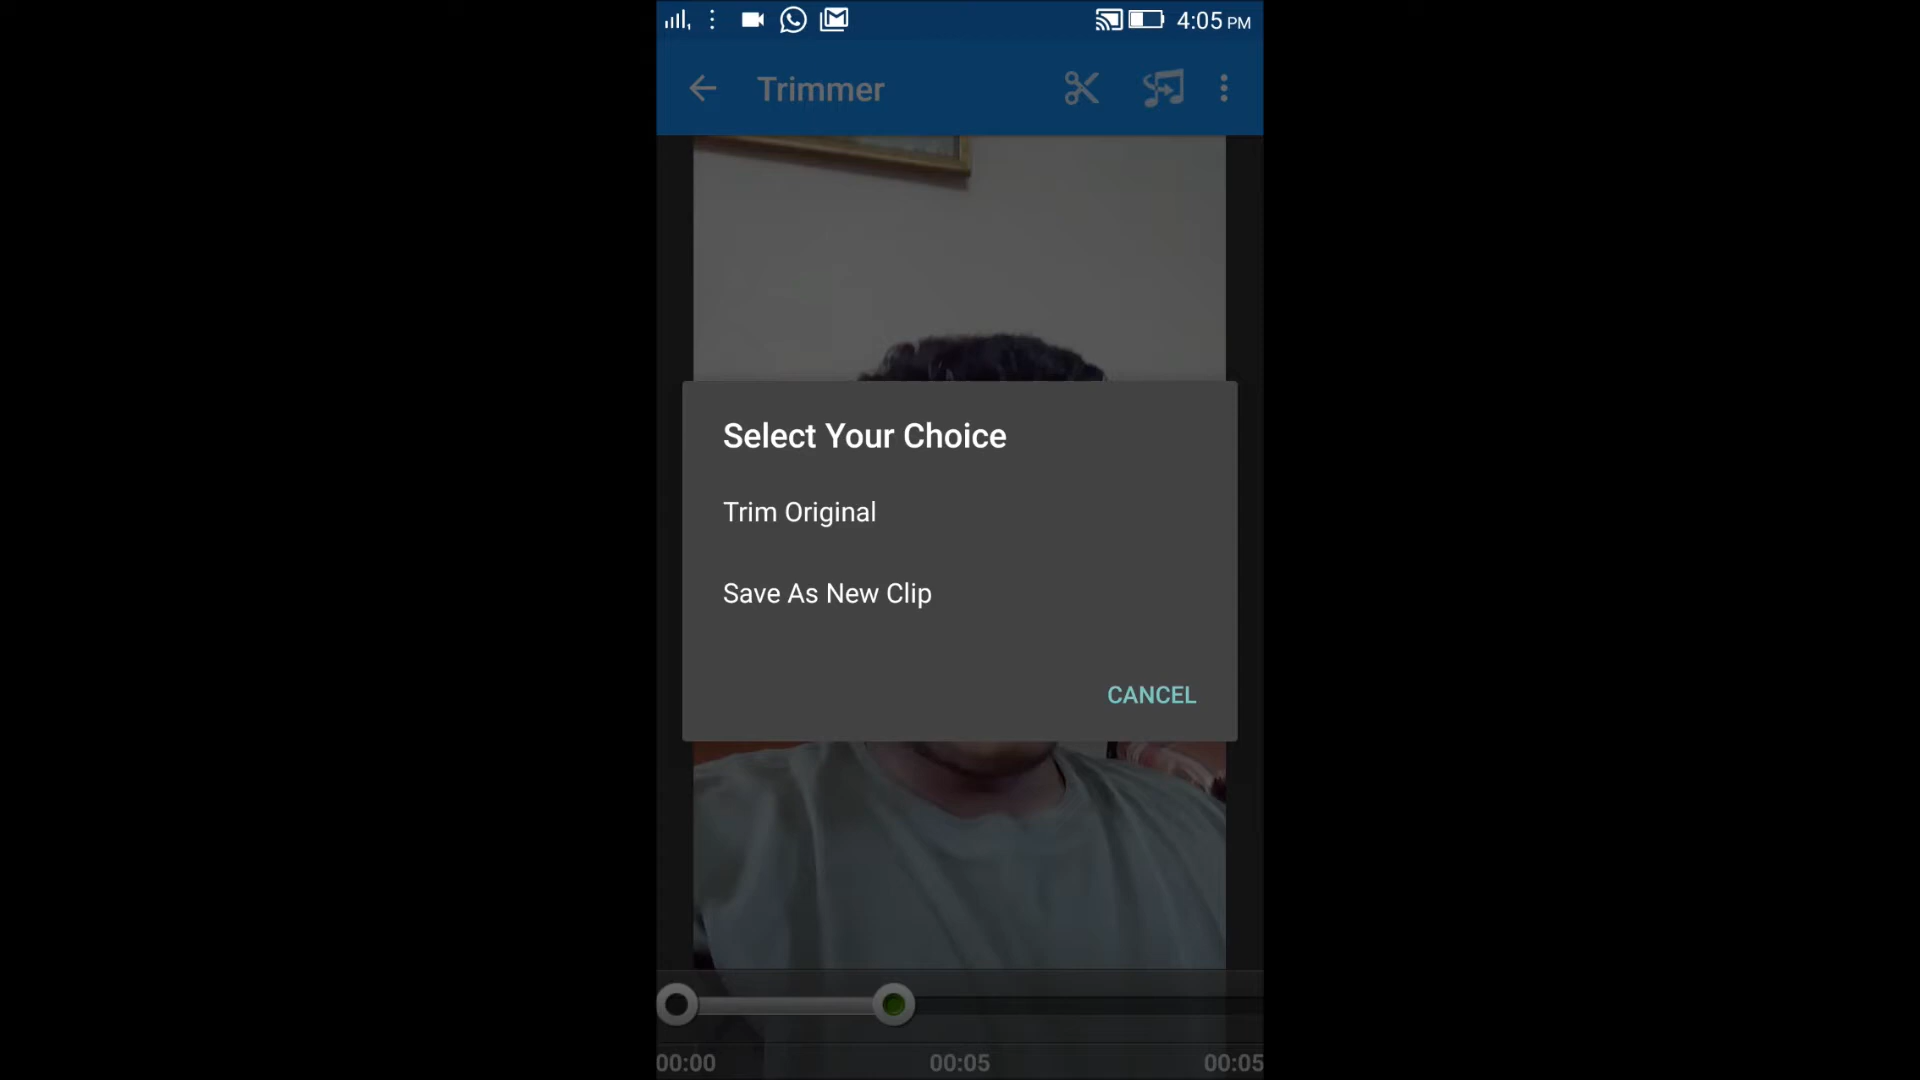 4:05 PM
Trimmer
Select Your Choice
Trim Original
Save As New Clip
CANCEL
00:00 00:05 00:05